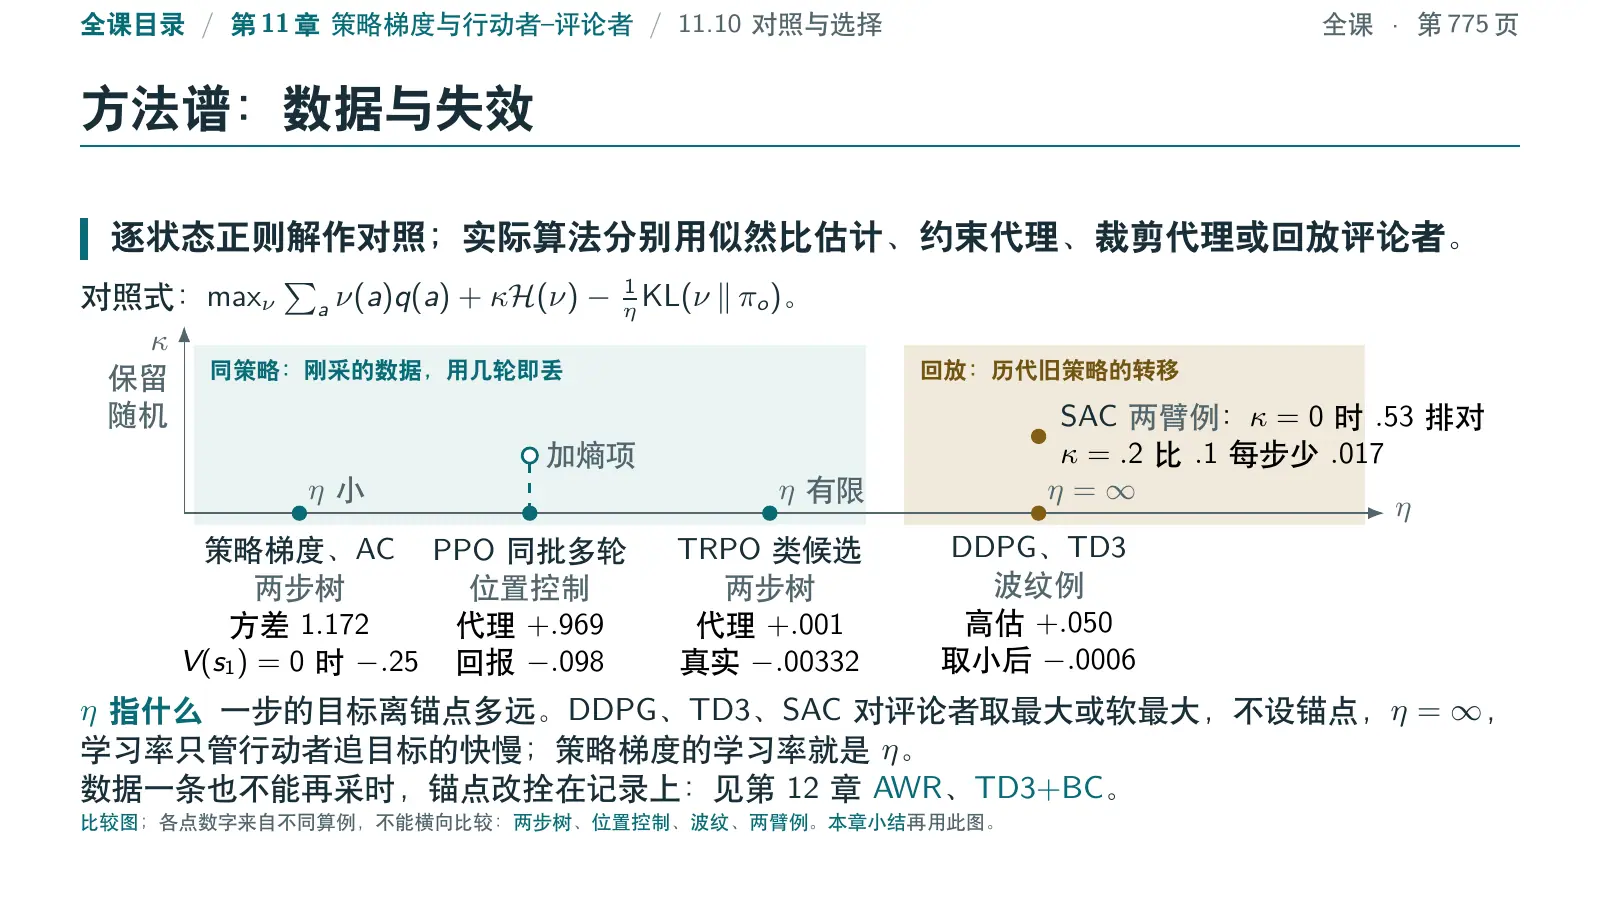 全课目录 / 第 11 章 策略梯度与行动者–评论者 / 11.10 对照与选择
全课 · 第 775 页
方法谱：数据与失效
逐状态正则解作对照；实际算法分别用似然比估计、约束代理、裁剪代理或回放评论者。
对照式：max_ν ∑_a ν(a)q(a) + κℋ(ν) − 1/η KL(ν ∥ π_o)。
κ
保留
随机
同策略：刚采的数据，用几轮即丢
回放：历代旧策略的转移
SAC 两臂例：κ = 0 时 .53 排对
κ = .2 比 .1 每步少 .017
加熵项
η 小
η 有限
η = ∞
η
策略梯度、AC
两步树
方差 1.172
V(s₁) = 0 时 −.25
PPO 同批多轮
位置控制
代理 +.969
回报 −.098
TRPO 类候选
两步树
代理 +.001
真实 −.00332
DDPG、TD3
波纹例
高估 +.050
取小后 −.0006
η 指什么 一步的目标离锚点多远。DDPG、TD3、SAC 对评论者取最大或软最大，不设锚点，η = ∞，
学习率只管行动者追目标的快慢；策略梯度的学习率就是 η。
数据一条也不能再采时，锚点改拴在记录上：见第 12 章 AWR、TD3+BC。
比较图；各点数字来自不同算例，不能横向比较：两步树、位置控制、波纹、两臂例。本章小结再用此图。